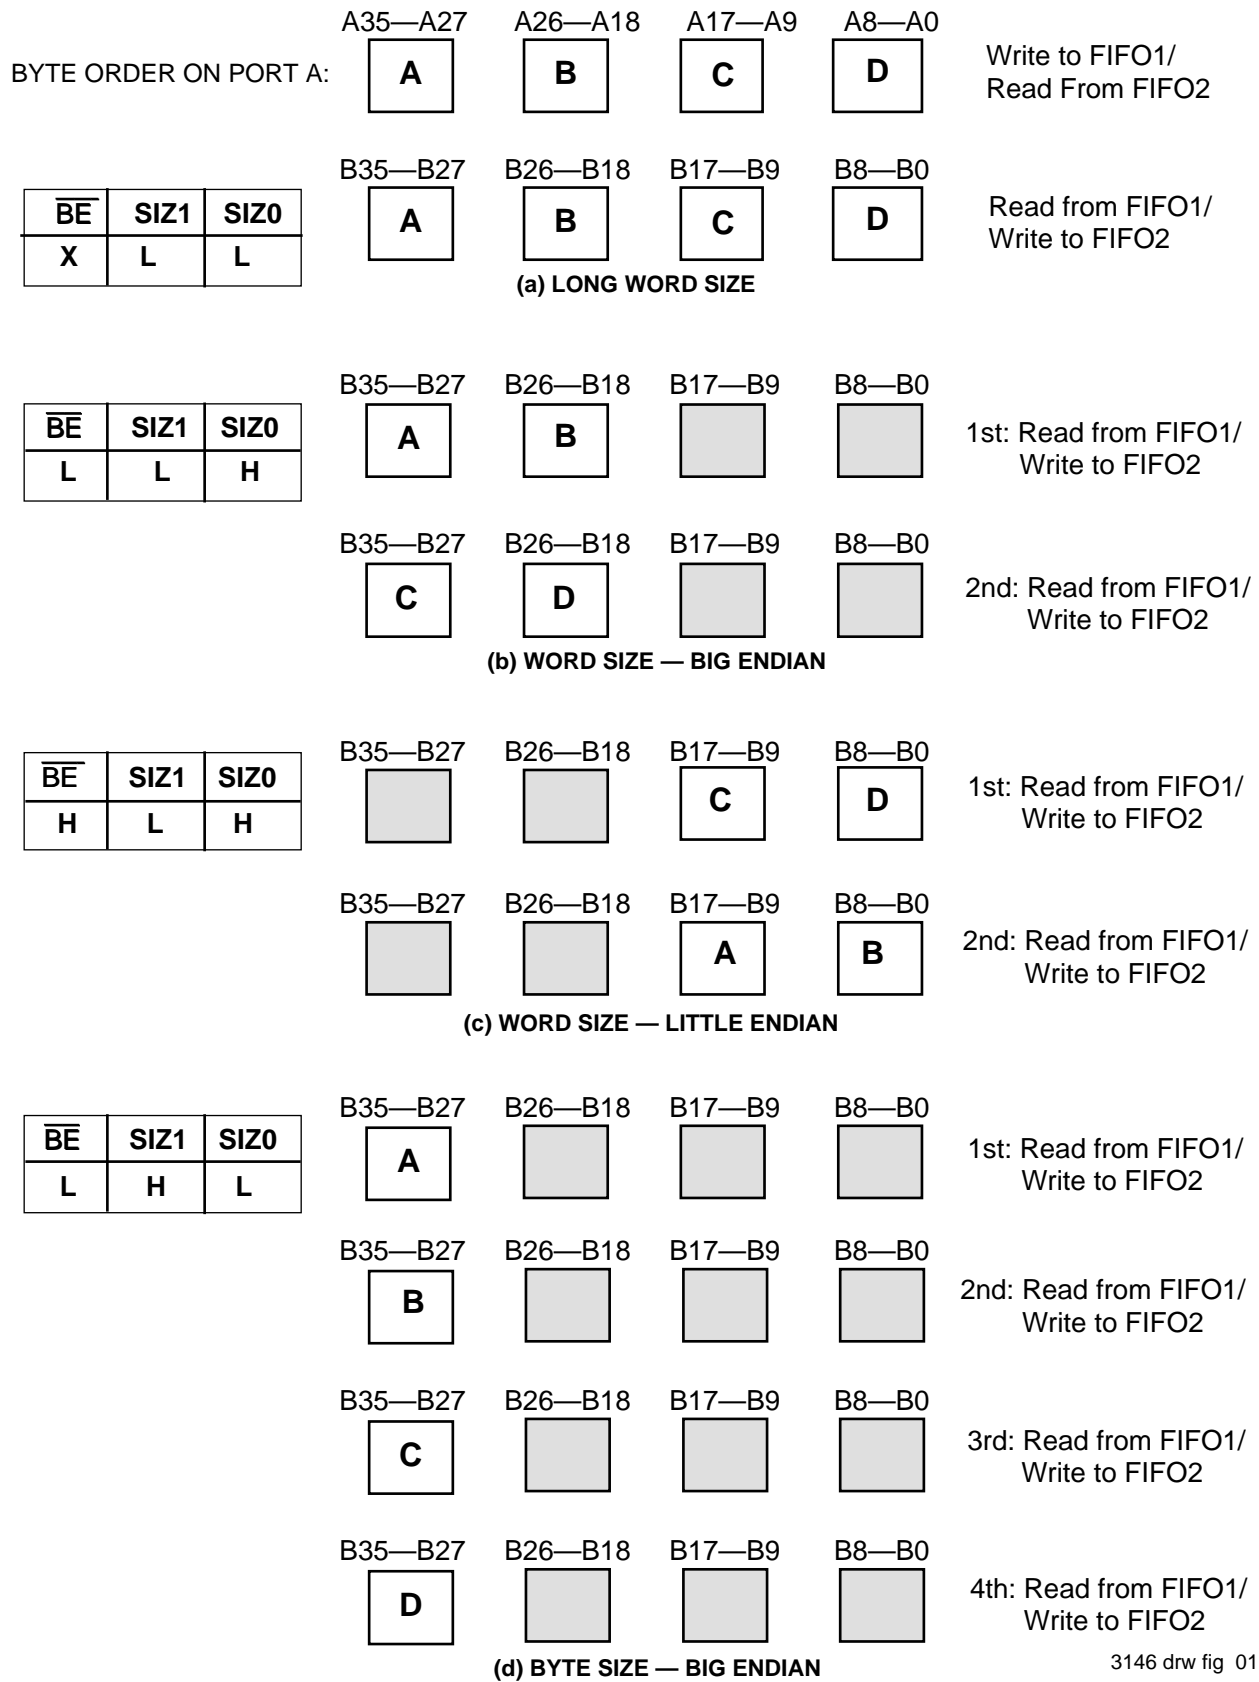 A35—A27 A26—A18 A17—A9 A8—A0
BYTE ORDER ON PORT A: A B C D Write to FIFO1/
Read From FIFO2
B35—B27 B26—B18 B17—B9 B8—B0
BE SIZ1 SIZ0 A B C D Read from FIFO1/
X L L Write to FIFO2
(a) LONG WORD SIZE
B35—B27 B26—B18 B17—B9 B8—B0
BE SIZ1 SIZ0 A B 1st: Read from FIFO1/
L L H Write to FIFO2
B35—B27 B26—B18 B17—B9 B8—B0
C D 2nd: Read from FIFO1/
Write to FIFO2
(b) WORD SIZE — BIG ENDIAN
B35—B27 B26—B18 B17—B9 B8—B0
BE SIZ1 SIZ0 C D 1st: Read from FIFO1/
H L H Write to FIFO2
B35—B27 B26—B18 B17—B9 B8—B0
A B 2nd: Read from FIFO1/
Write to FIFO2
(c) WORD SIZE — LITTLE ENDIAN
B35—B27 B26—B18 B17—B9 B8—B0
BE SIZ1 SIZ0 A 1st: Read from FIFO1/
L H L Write to FIFO2
B35—B27 B26—B18 B17—B9 B8—B0
B 2nd: Read from FIFO1/
Write to FIFO2
B35—B27 B26—B18 B17—B9 B8—B0
C 3rd: Read from FIFO1/
Write to FIFO2
B35—B27 B26—B18 B17—B9 B8—B0
D 4th: Read from FIFO1/
Write to FIFO2
(d) BYTE SIZE — BIG ENDIAN 3146 drw fig 01